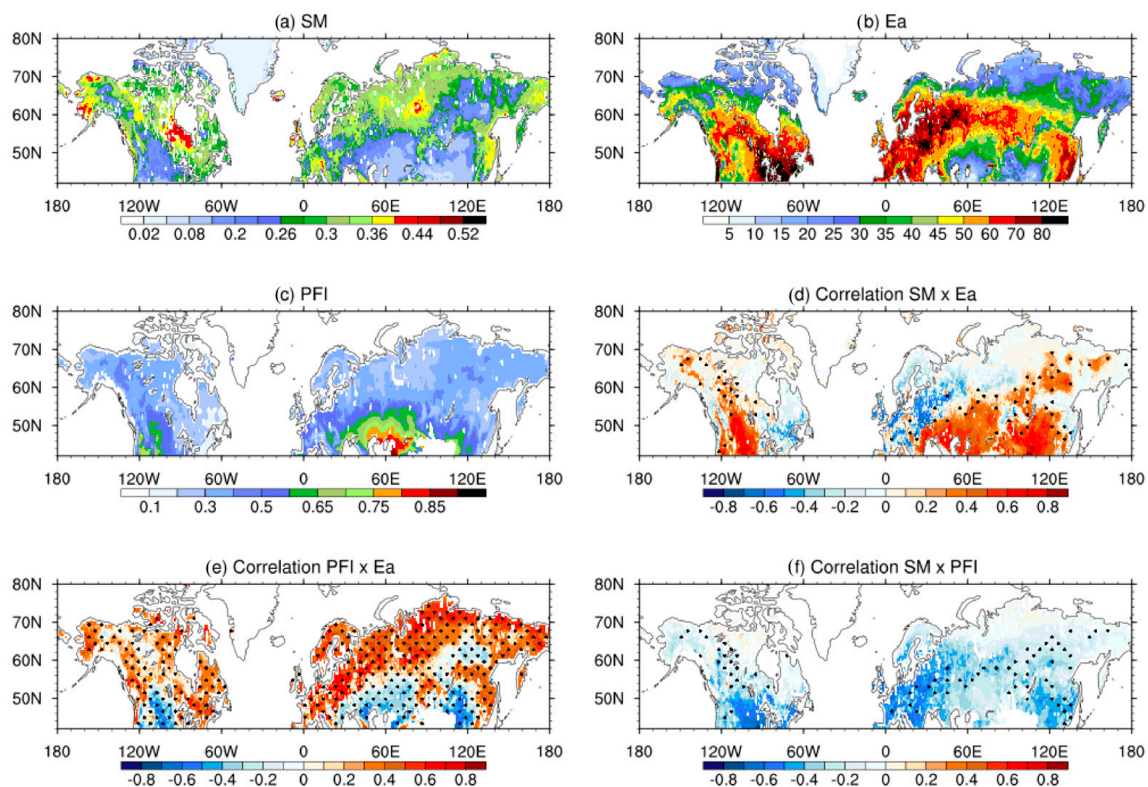 (a) SM
(b) Ea
80N
70N
60N
50N
180 120W 60W 0 60E 120E 180
0.02 0.08 0.2 0.26 0.3 0.36 0.44 0.52
80N
70N
60N
50N
180 120W 60W 0 60E 120E 180
5 10 15 20 25 30 35 40 45 50 60 70 80
(c) PFI
(d) Correlation SM x Ea
80N
70N
60N
50N
180 120W 60W 0 60E 120E 180
0.1 0.3 0.5 0.65 0.75 0.85
80N
70N
60N
50N
180 120W 60W 0 60E 120E 180
-0.8 -0.6 -0.4 -0.2 0 0.2 0.4 0.6 0.8
(e) Correlation PFI x Ea
(f) Correlation SM x PFI
80N
70N
60N
50N
180 120W 60W 0 60E 120E 180
-0.8 -0.6 -0.4 -0.2 0 0.2 0.4 0.6 0.8
80N
70N
60N
50N
180 120W 60W 0 60E 120E 180
-0.8 -0.6 -0.4 -0.2 0 0.2 0.4 0.6 0.8